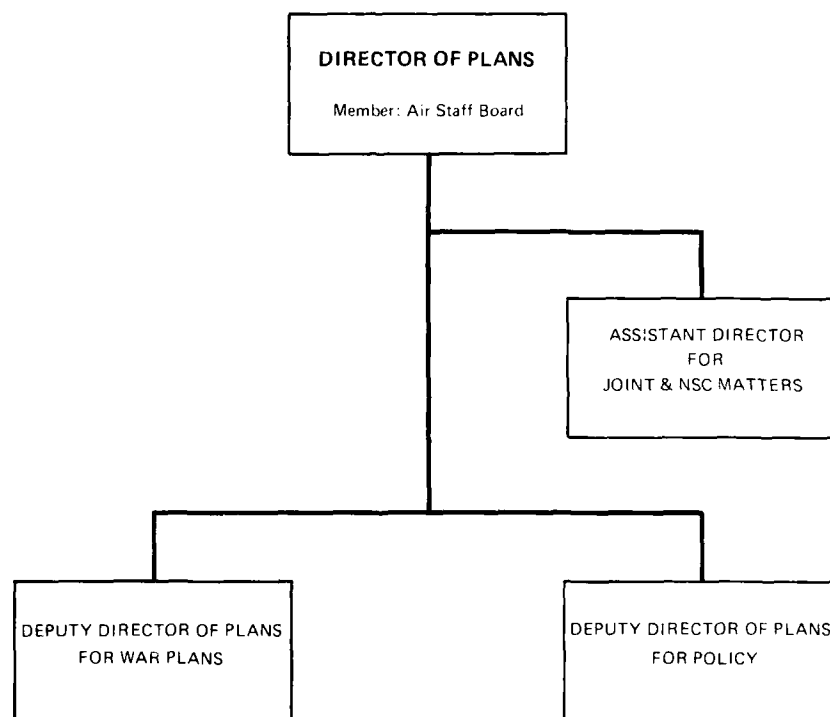 DIRECTOR OF PLANS
Member: Air Staff Board
ASSISTANT DIRECTOR
FOR
JOINT & NSC MATTERS
DEPUTY DIRECTOR OF PLANS
FOR WAR PLANS
DEPUTY DIRECTOR OF PLANS
FOR POLICY